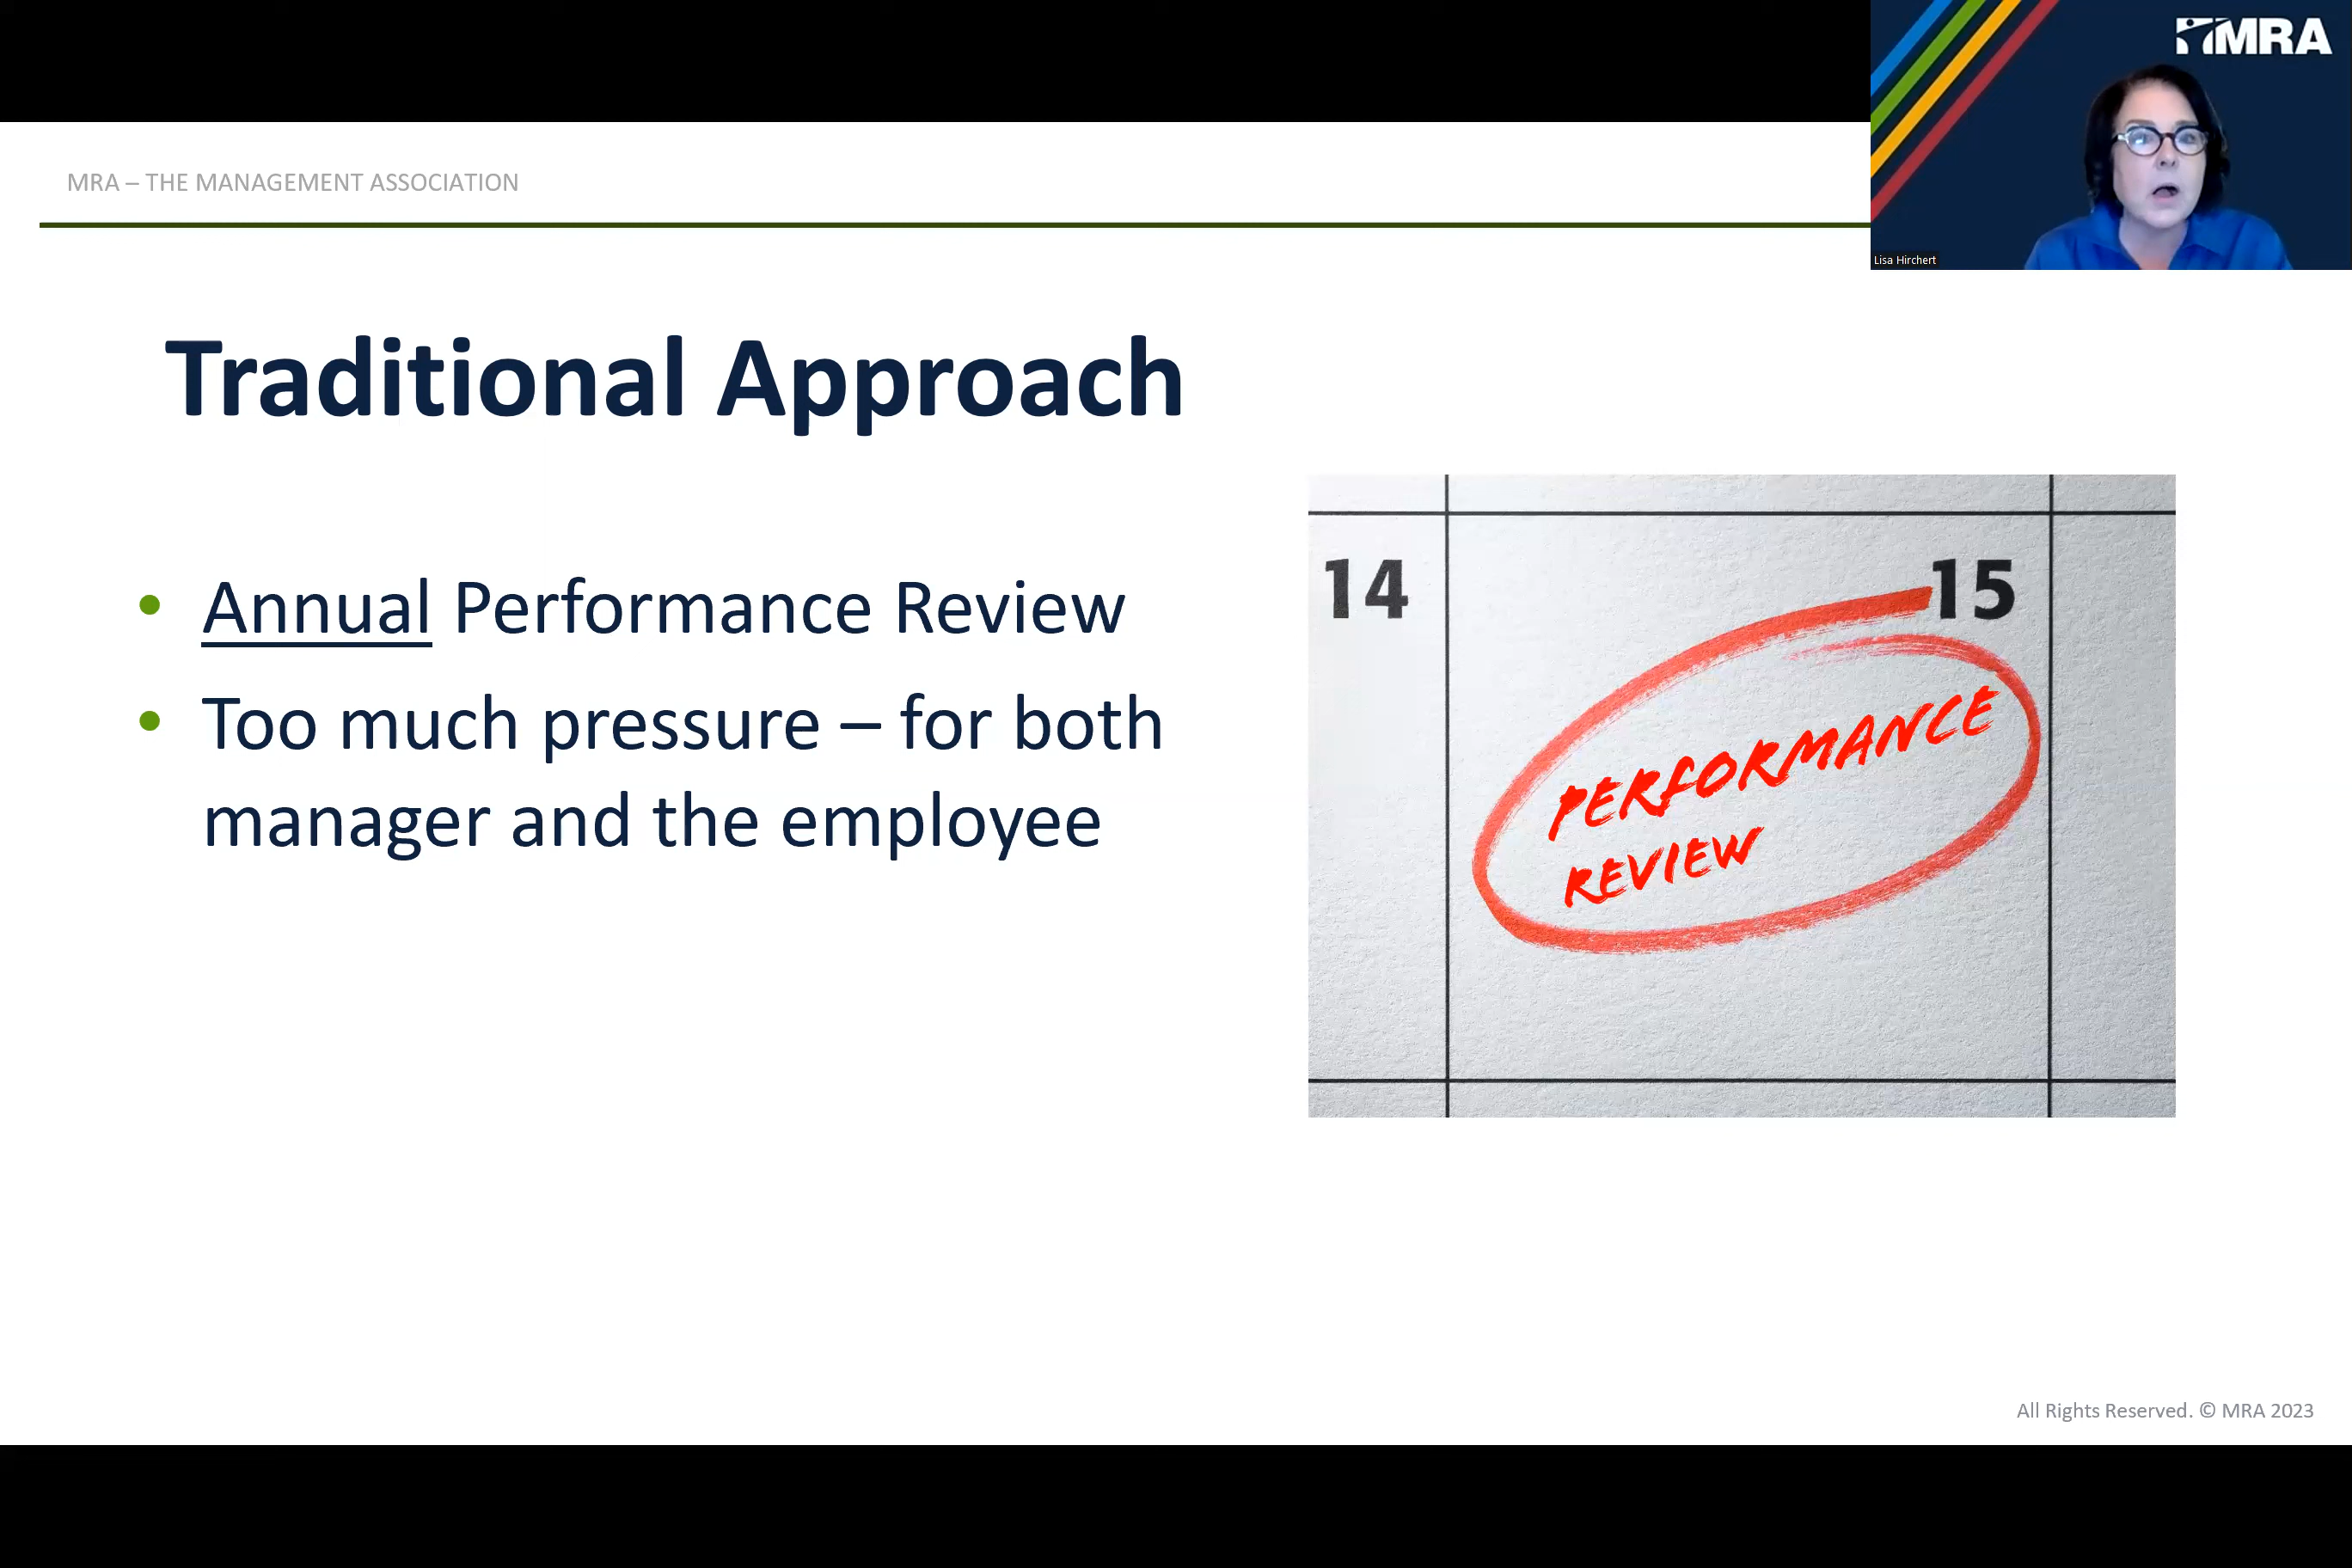 MRA
Lisa Hirchert
MRA – THE MANAGEMENT ASSOCIATION
Traditional Approach
• Annual Performance Review
• Too much pressure – for both
manager and the employee
14
15
PERFORMANCE
REVIEW
All Rights Reserved. © MRA 2023